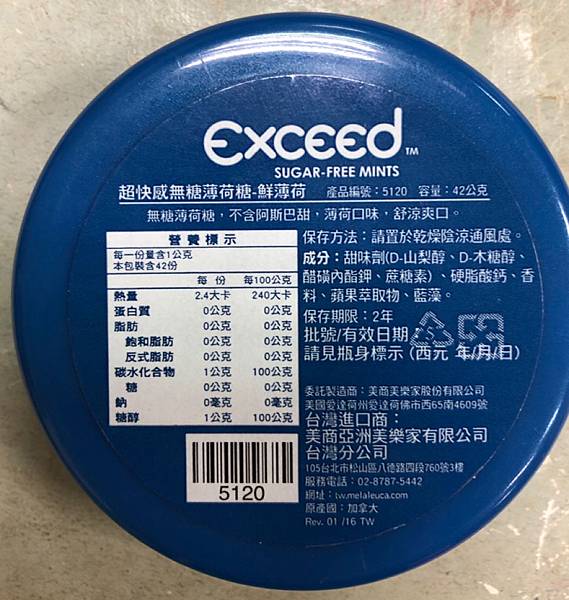 Exceed™
SUGAR-FREE MINTS
超快感無糖薄荷糖-鮮薄荷 產品編號：5120 容量：42公克
無糖薄荷糖，不含阿斯巴甜，薄荷口味，舒涼爽口。
營養標示
每一份量含1公克
本包裝含42份
每 份 每100公克
熱量 2.4大卡 240大卡
蛋白質 0公克 0公克
脂肪 0公克 0公克
飽和脂肪 0公克 0公克
反式脂肪 0公克 0公克
碳水化合物 1公克 100公克
糖 0公克 0公克
鈉 0毫克 0毫克
糖醇 1公克 100公克
5120
保存方法：請置於乾燥陰涼通風處。
成分：甜味劑(D-山梨醇、D-木糖醇、
醋磺內酯鉀、蔗糖素）、硬脂酸鈣、香
料、蘋果萃取物、藍藻。
保存期限：2年
批號/有效日期
請見瓶身標示 (西元 年/月/日)
5
委託製造商：美商美樂家股份有限公司
美國愛達荷州愛達荷佛市西65南4609號
台灣進口商：
美商亞洲美樂家有限公司
台灣分公司
105台北市松山區八德路四段760號3樓
服務電話：02-8787-5442
網址：tw.melaleuca.com
原產國：加拿大
Rev. 01 /16 TW